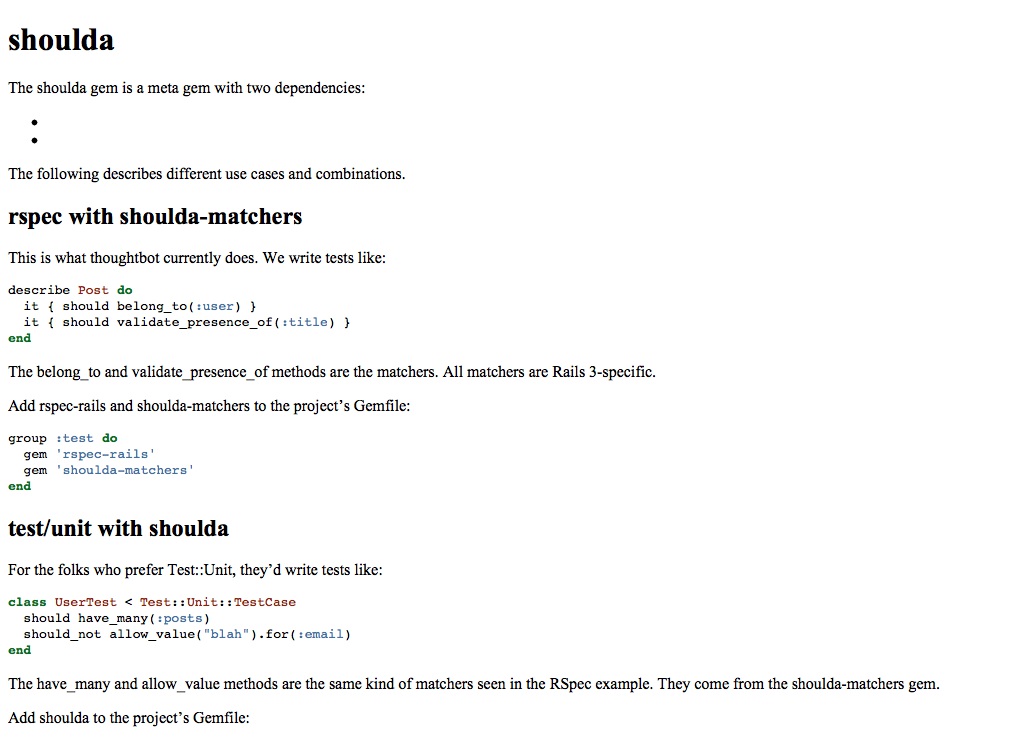 shoulda
The shoulda gem is a meta gem with two dependencies:
•
•
The following describes different use cases and combinations.
rspec with shoulda-matchers
This is what thoughtbot currently does. We write tests like:
describe Post do
  it { should belong_to(:user) }
  it { should validate_presence_of(:title) }
end
The belong_to and validate_presence_of methods are the matchers. All matchers are Rails 3-specific.
Add rspec-rails and shoulda-matchers to the project’s Gemfile:
group :test do
  gem 'rspec-rails'
  gem 'shoulda-matchers'
end
test/unit with shoulda
For the folks who prefer Test::Unit, they’d write tests like:
class UserTest < Test::Unit::TestCase
  should have_many(:posts)
  should_not allow_value("blah").for(:email)
end
The have_many and allow_value methods are the same kind of matchers seen in the RSpec example. They come from the shoulda-matchers gem.
Add shoulda to the project’s Gemfile: